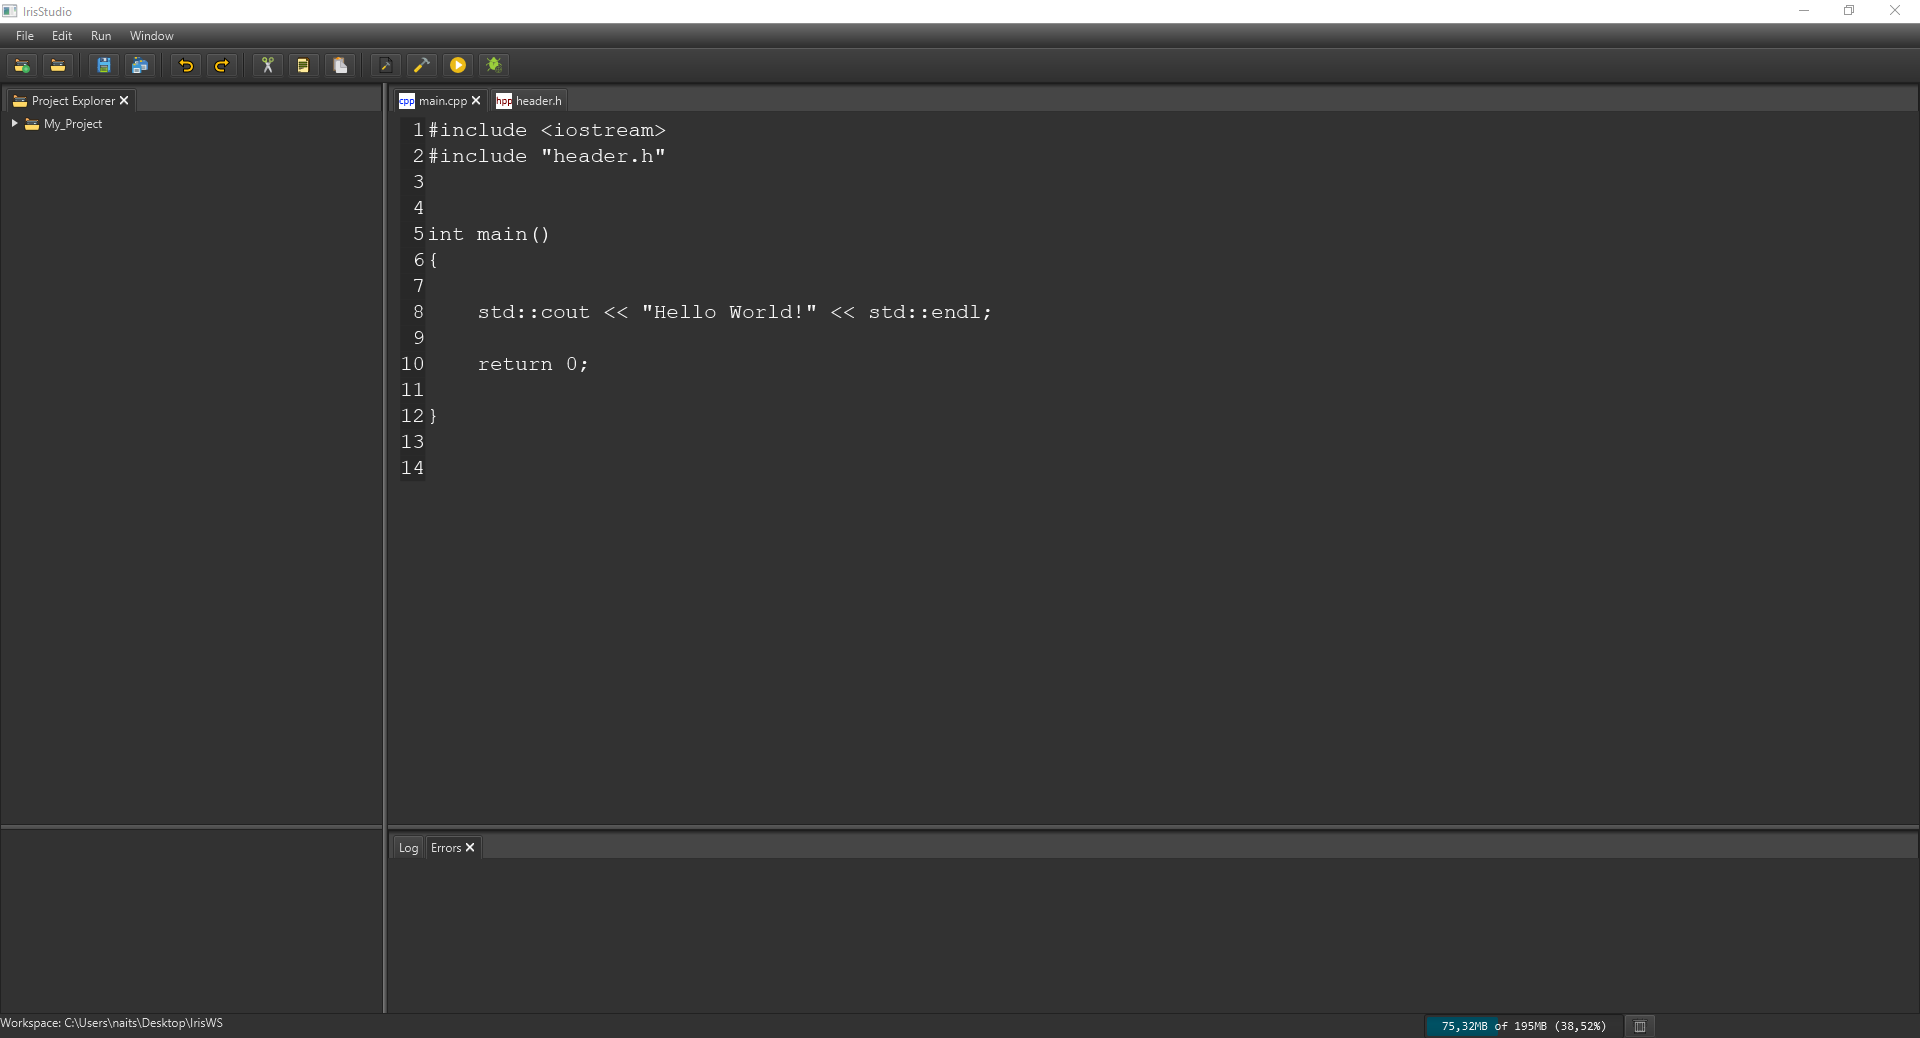 IrisStudio
File Edit Run Window
Project Explorer
My_Project
cpp main.cpp hpp header.h
1 #include <iostream>
2 #include "header.h"
3
4
5 int main()
6 {
7
8     std::cout << "Hello World!" << std::endl;
9
10     return 0;
11
12 }
13
14
Log Errors
Workspace: C:\Users\naits\Desktop\IrisWS
75,32MB of 195MB (38,52%)